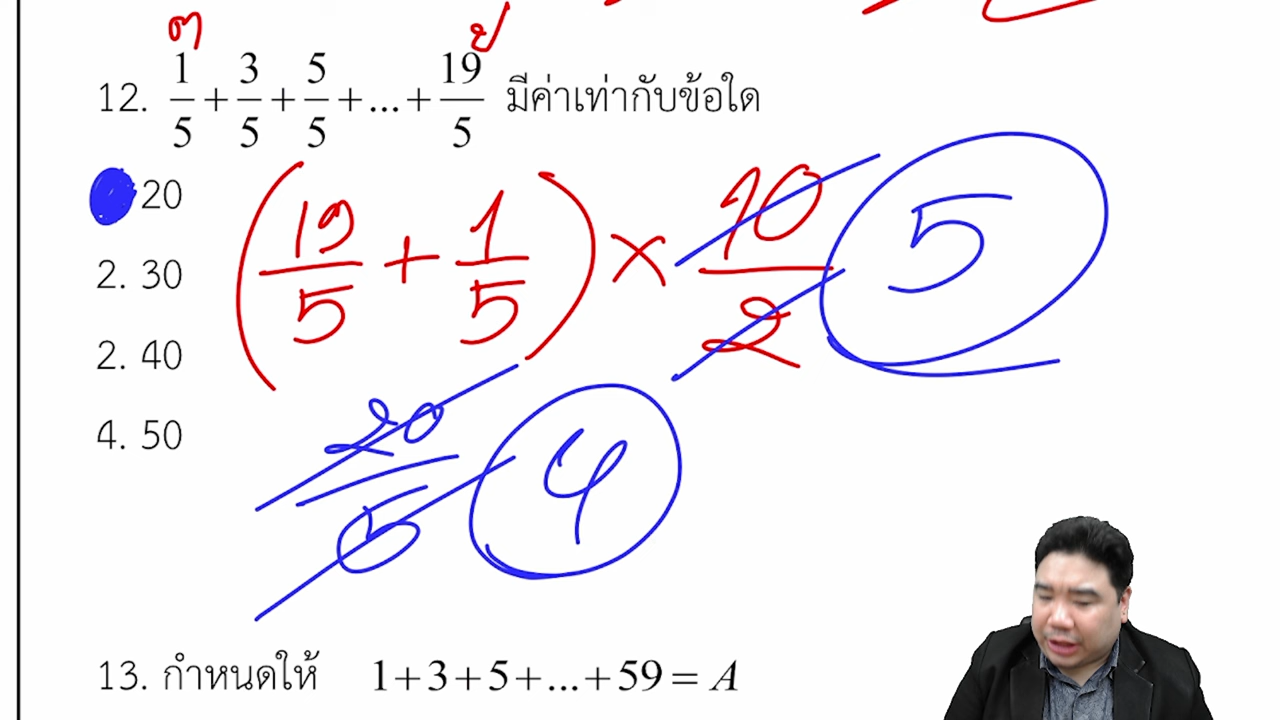 ต ป
12. 1/5 + 3/5 + 5/5 + ... + 19/5 มีค่าเท่ากับข้อใด
20
2. 30
2. 40
4. 50
(19/5 + 1/5) × 10/2 5
20/5 4
13. กำหนดให้ 1+3+5+...+59 = A